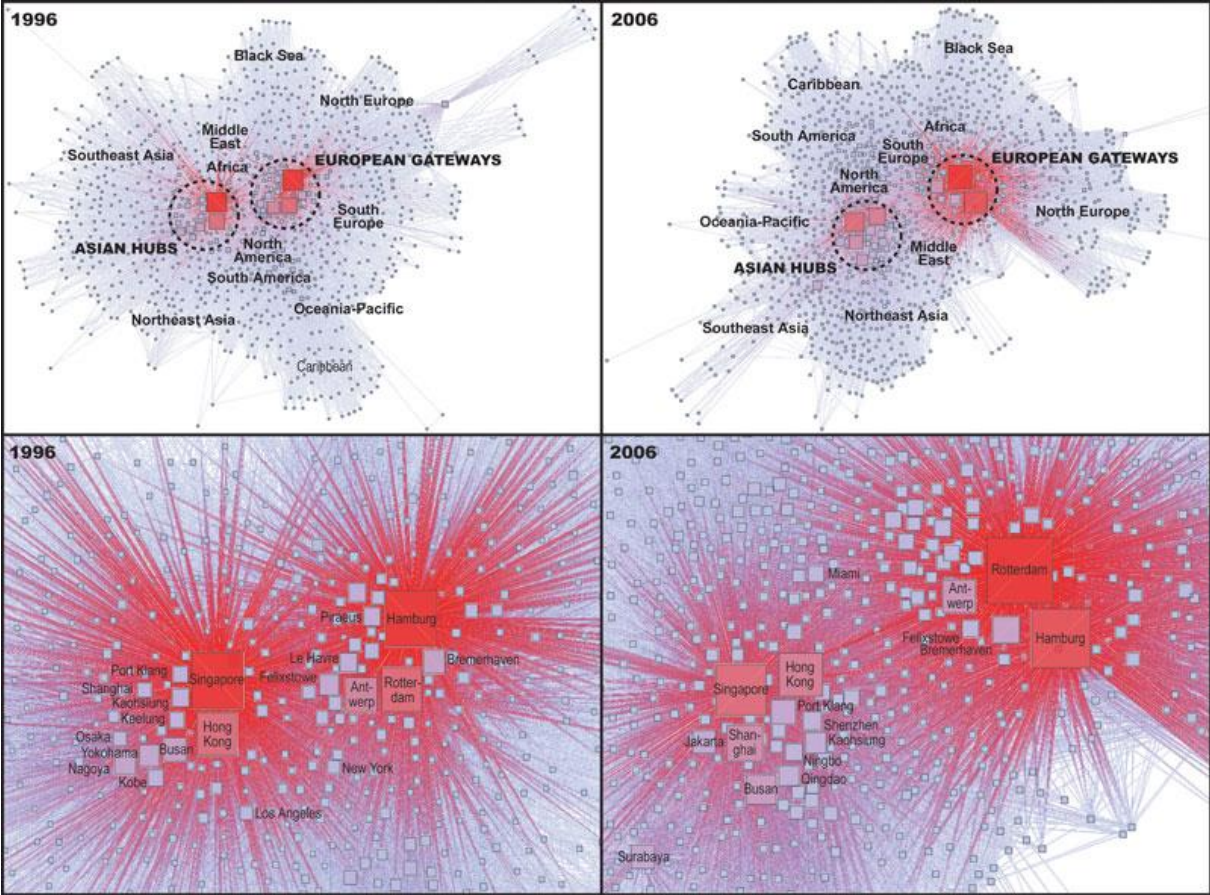 1996
Black Sea
North Europe
Middle
East
Southeast Asia
Africa
EUROPEAN GATEWAYS
South
Europe
ASIAN HUBS
North
America
South America
Oceania-Pacific
Northeast Asia
Caribbean
2006
Black Sea
Caribbean
Africa
South America
South
Europe
EUROPEAN GATEWAYS
North
America
Oceania-Pacific
North Europe
Middle
East
ASIAN HUBS
Northeast Asia
Southeast Asia
1996
Piraeus
Hamburg
Le Havre
Bremerhaven
Port Klang
Singapore
Felixstowe
Shanghai
Ant-
werp
Rotter-
dam
Kaohsiung
Keelung
Hong
Kong
Osaka
Yokohama
Busan
Nagoya
New York
Kobe
Los Angeles
2006
Rotterdam
Miami
Ant-
werp
Felixstowe
Hamburg
Bremerhaven
Hong
Kong
Singapore
Port Klang
Shenzhen
Jakarta
Shan-
ghai
Kaohsiung
Ningbo
Qingdao
Busan
Surabaya